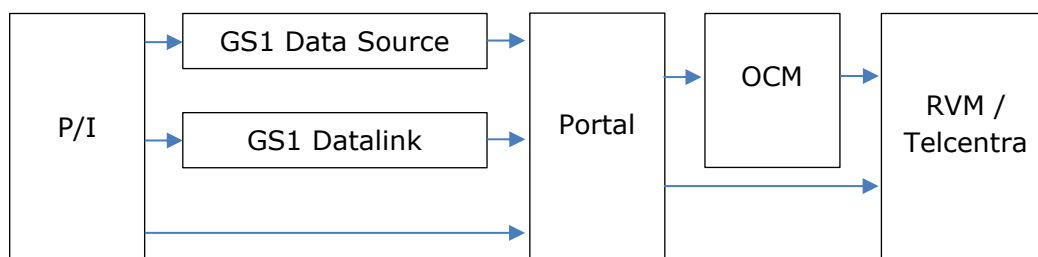 P/I
GS1 Data Source
GS1 Datalink
Portal
OCM
RVM /
Telcentra